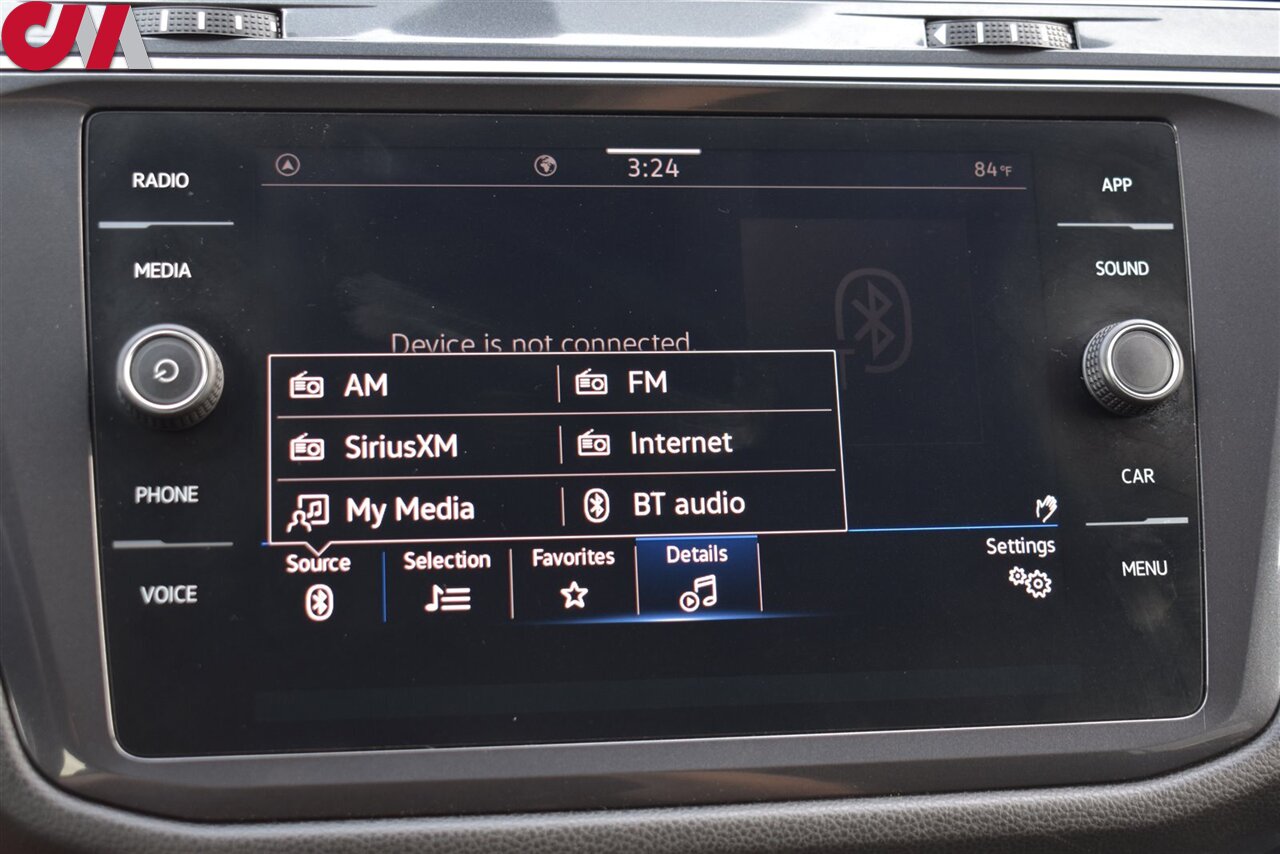 RADIO
MEDIA
PHONE
VOICE
3:24
84°F
Device is not connected.
AM
FM
SiriusXM
Internet
My Media
BT audio
Source
Selection
Favorites
Details
Settings
APP
SOUND
CAR
MENU